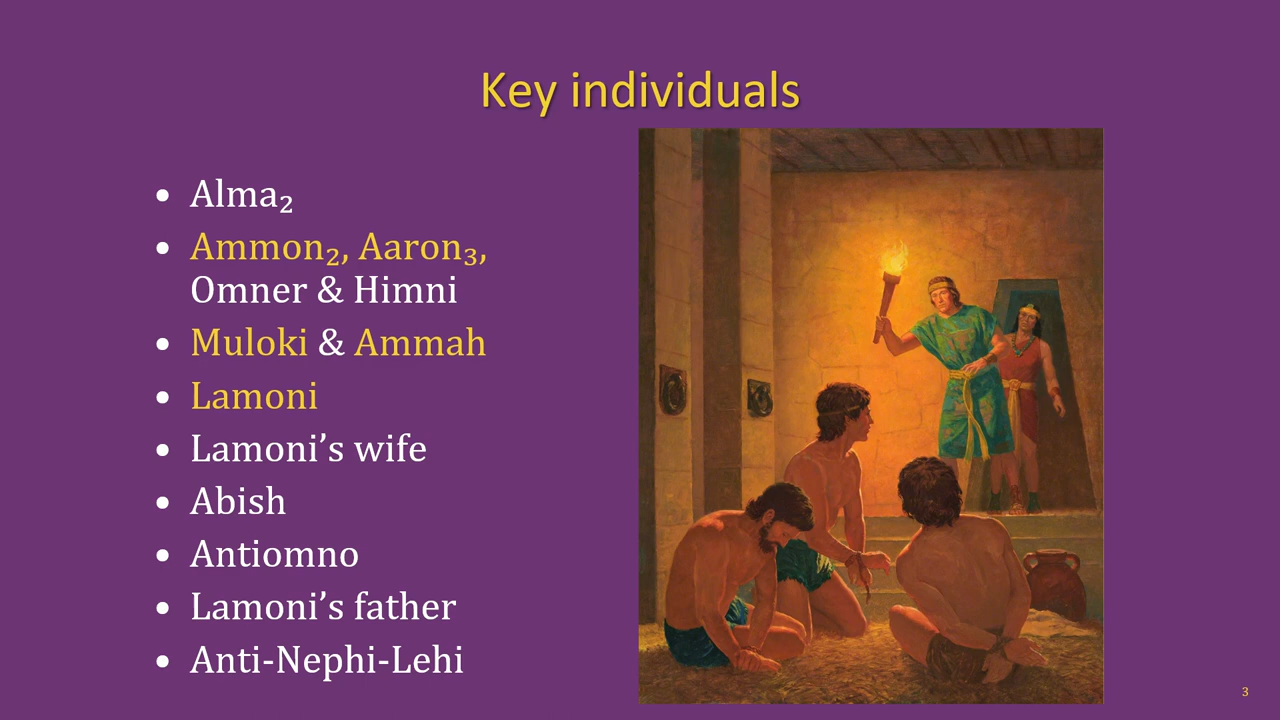 Key individuals
• Alma₂
• Ammon₂, Aaron₃,
Omner & Himni
• Muloki & Ammah
• Lamoni
• Lamoni’s wife
• Abish
• Antiomno
• Lamoni’s father
• Anti-Nephi-Lehi
3